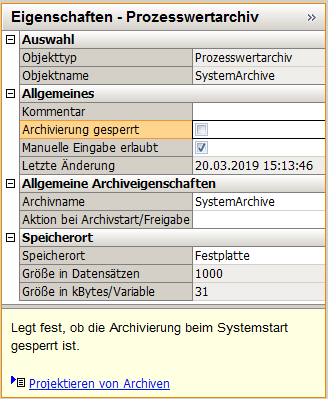 Eigenschaften - Prozesswertarchiv »
Auswahl
Objekttyp Prozesswertarchiv
Objektname SystemArchive
Allgemeines
Kommentar
Archivierung gesperrt
Manuelle Eingabe erlaubt
Letzte Änderung 20.03.2019 15:13:46
Allgemeine Archiveigenschaften
Archivname SystemArchive
Aktion bei Archivstart/Freigabe
Speicherort
Speicherort Festplatte
Größe in Datensätzen 1000
Größe in kBytes/Variable 31
Legt fest, ob die Archivierung beim Systemstart
gesperrt ist.
Projektieren von Archiven